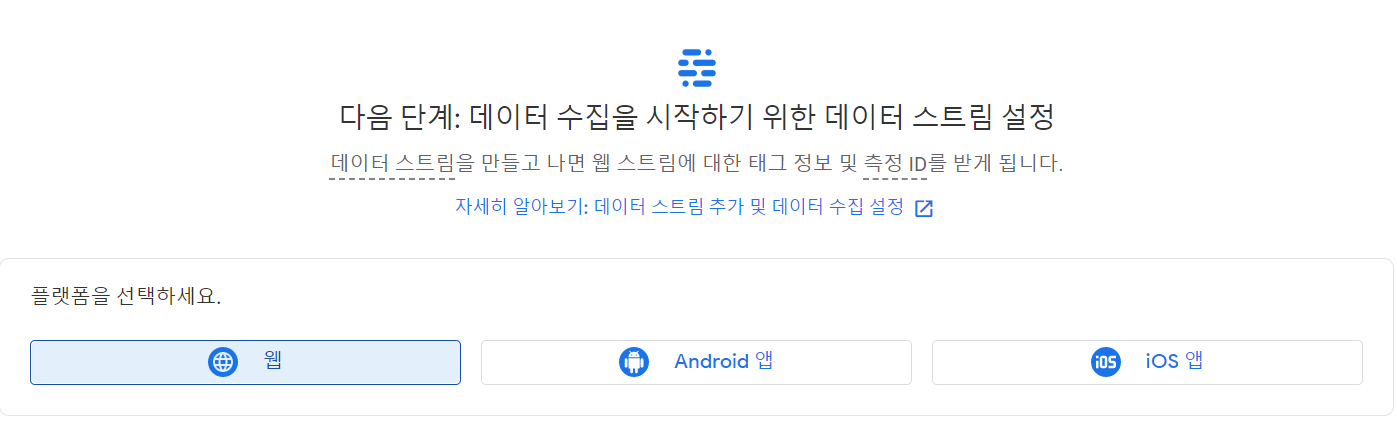 다음 단계: 데이터 수집을 시작하기 위한 데이터 스트림 설정
데이터 스트림을 만들고 나면 웹 스트림에 대한 태그 정보 및 측정 ID를 받게 됩니다.
자세히 알아보기: 데이터 스트림 추가 및 데이터 수집 설정
플랫폼을 선택하세요.
웹
Android 앱
iOS iOS 앱